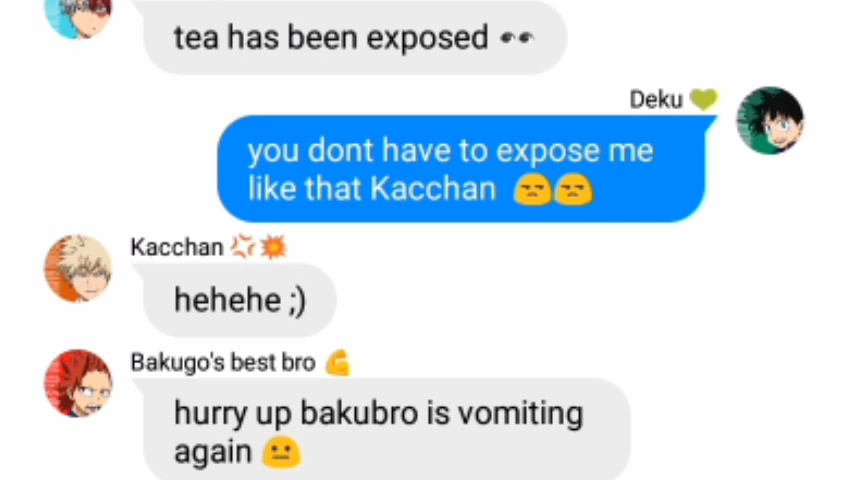 tea has been exposed 👀
Deku 💚
you dont have to expose me
like that Kacchan 😒😒
Kacchan 💢💥
hehehe ;)
Bakugo's best bro 💪
hurry up bakubro is vomiting
again 😐